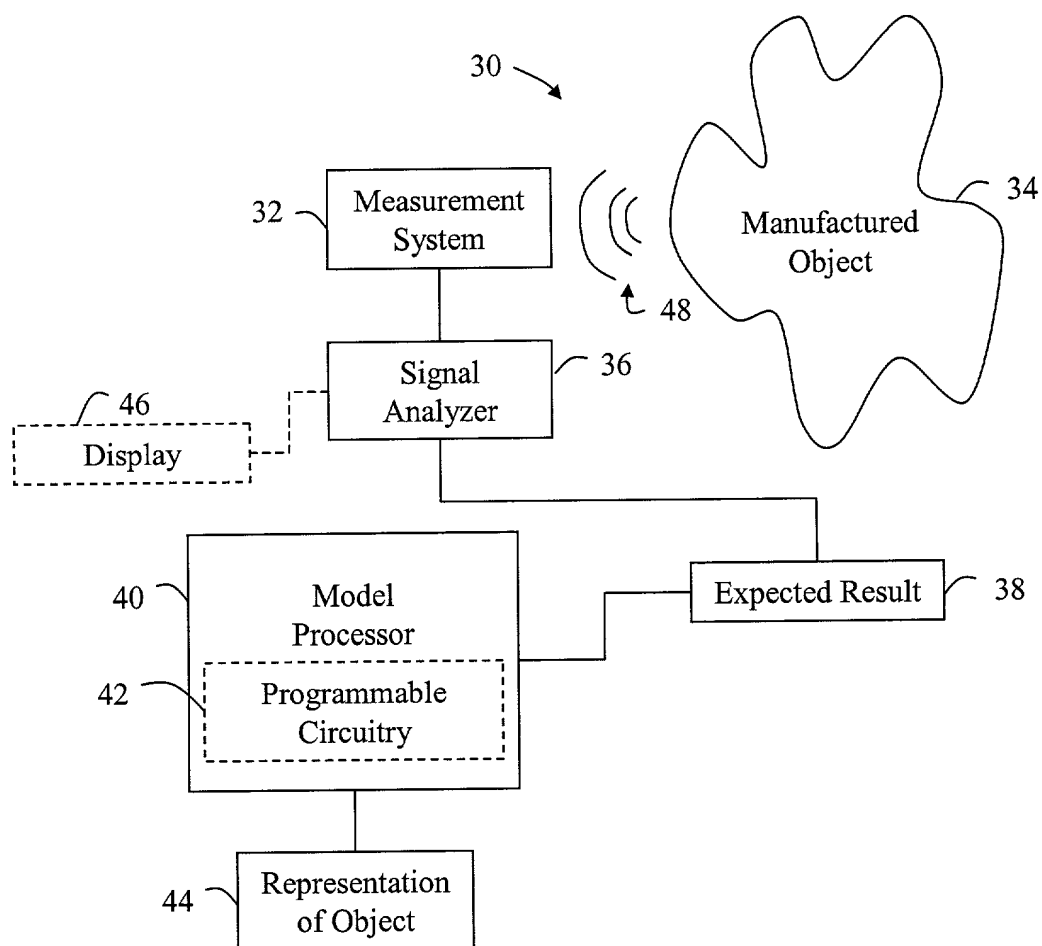 30
32
Measurement
System
34
Manufactured
Object
48
36
Signal
Analyzer
46
Display
40
Model
Processor
Expected Result
38
42
Programmable
Circuitry
44
Representation
of Object